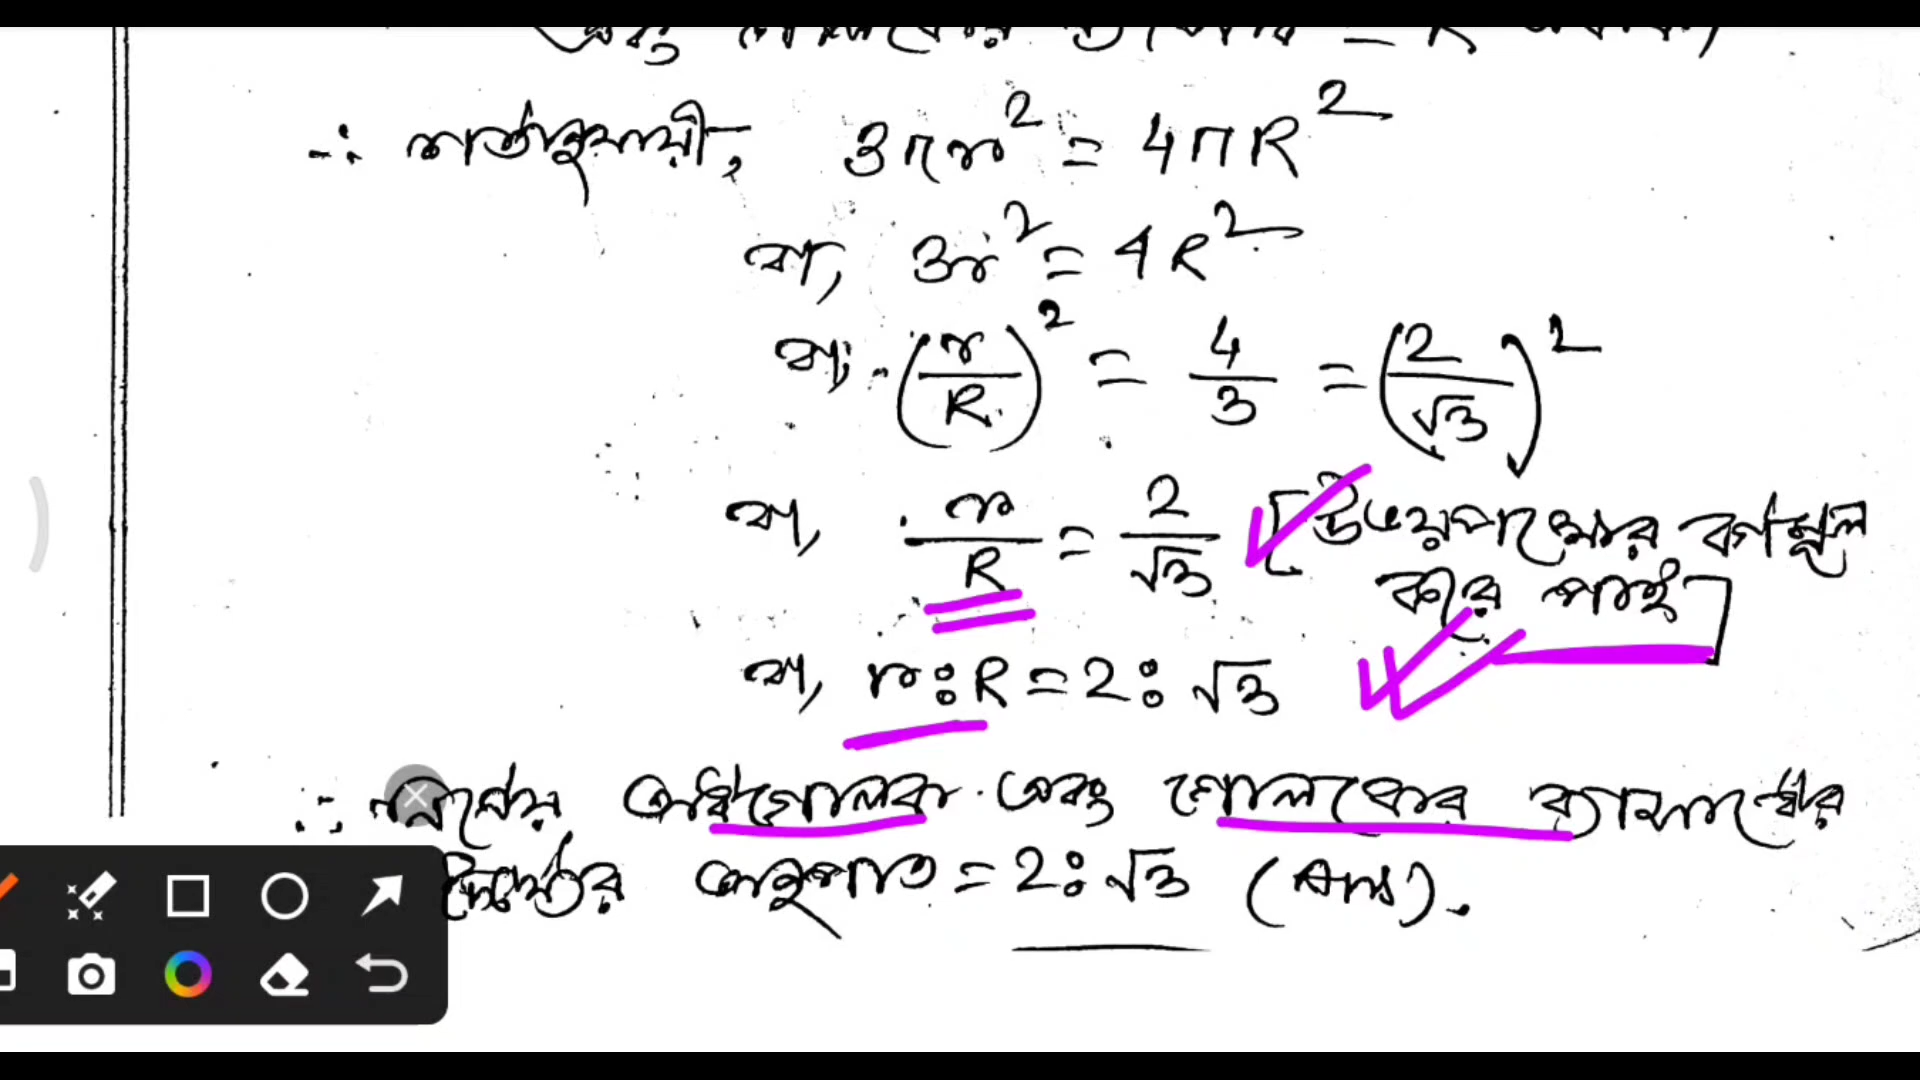 ∴ শর্তানুযায়ী, 3πr² = 4πR²
বা, 3r² = 4R²
বা, (r/R)² = 4/3 = (2/√3)²
বা, r/R = 2/√3 [উভয়পক্ষের বর্গমূল
করে পাই]
বা, r : R = 2 : √3
∴ নির্ণেয় অর্ধগোলক এবং গোলকের ব্যাসার্ধের
দৈর্ঘ্যের অনুপাত = 2 : √3 (Ans).